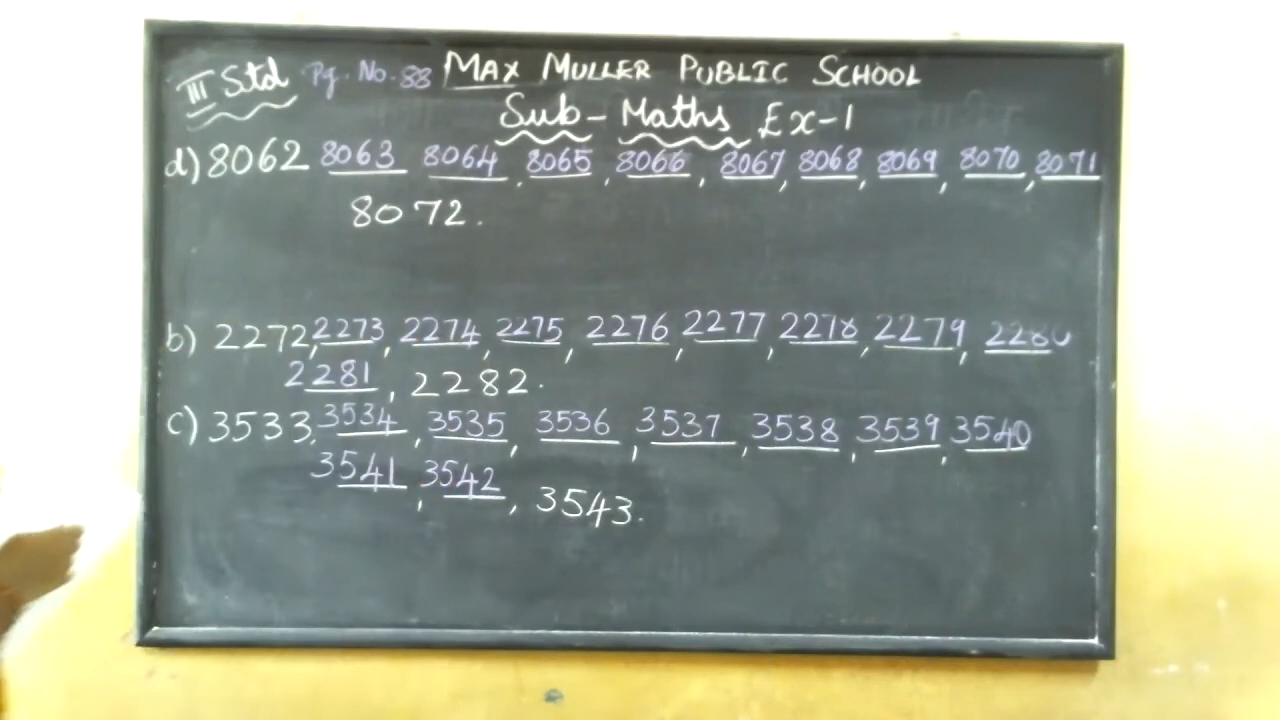 III Std Pg. No. 88 MAX MULLER PUBLIC SCHOOL
Sub-Maths Ex-1
d) 8062 8063 8064, 8065, 8066, 8067, 8068, 8069, 8070, 8071
8072.
b) 2272, 2273, 2274, 2275, 2276, 2277, 2278, 2279, 2280
2281, 2282.
c) 3533, 3534, 3535, 3536, 3537, 3538, 3539, 3540
3541, 3542, 3543.